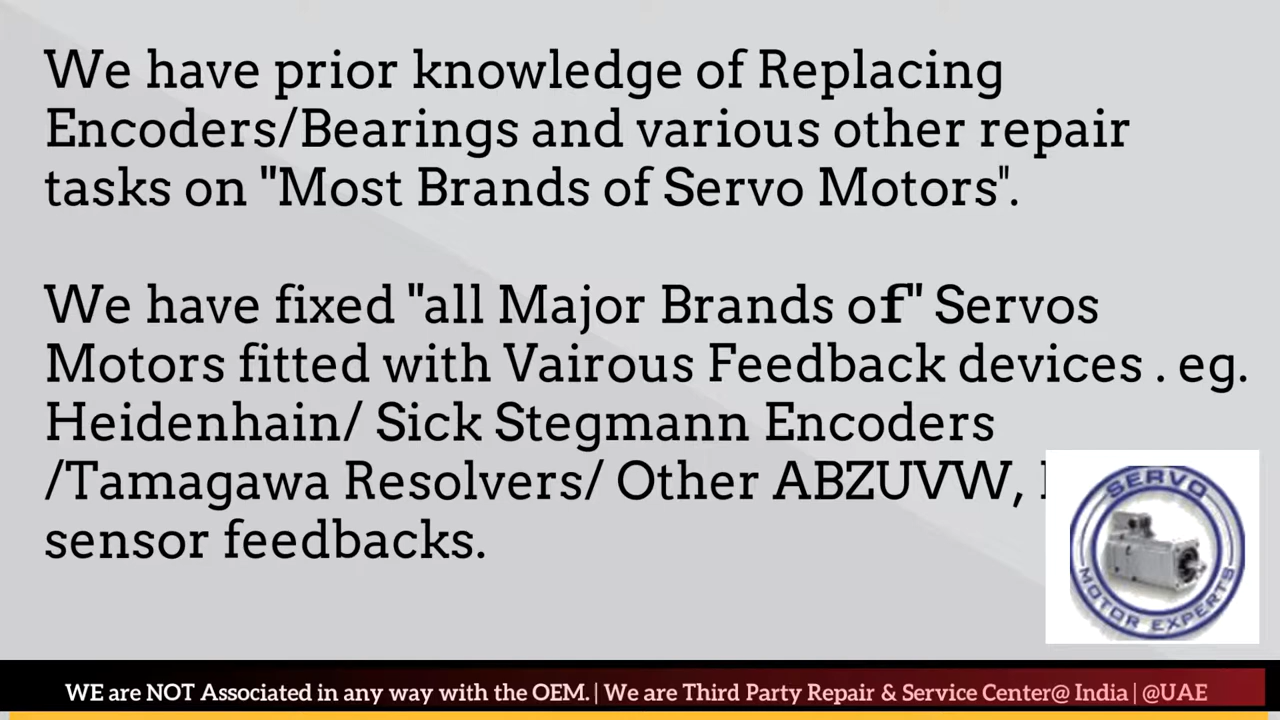 We have prior knowledge of Replacing
Encoders/Bearings and various other repair
tasks on "Most Brands of Servo Motors".
We have fixed "all Major Brands of" Servos
Motors fitted with Vairous Feedback devices . eg.
Heidenhain/ Sick Stegmann Encoders
/Tamagawa Resolvers/ Other ABZUVW,
sensor feedbacks.
SERVO
MOTOR EXPERTS
WE are NOT Associated in any way with the OEM. | We are Third Party Repair & Service Center@ India | @UAE